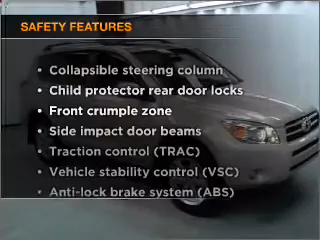 SAFETY FEATURES
• Collapsible steering column
• Child protector rear door locks
• Front crumple zone
• Side impact door beams
• Traction control (TRAC)
• Vehicle stability control (VSC)
• Anti-lock brake system (ABS)